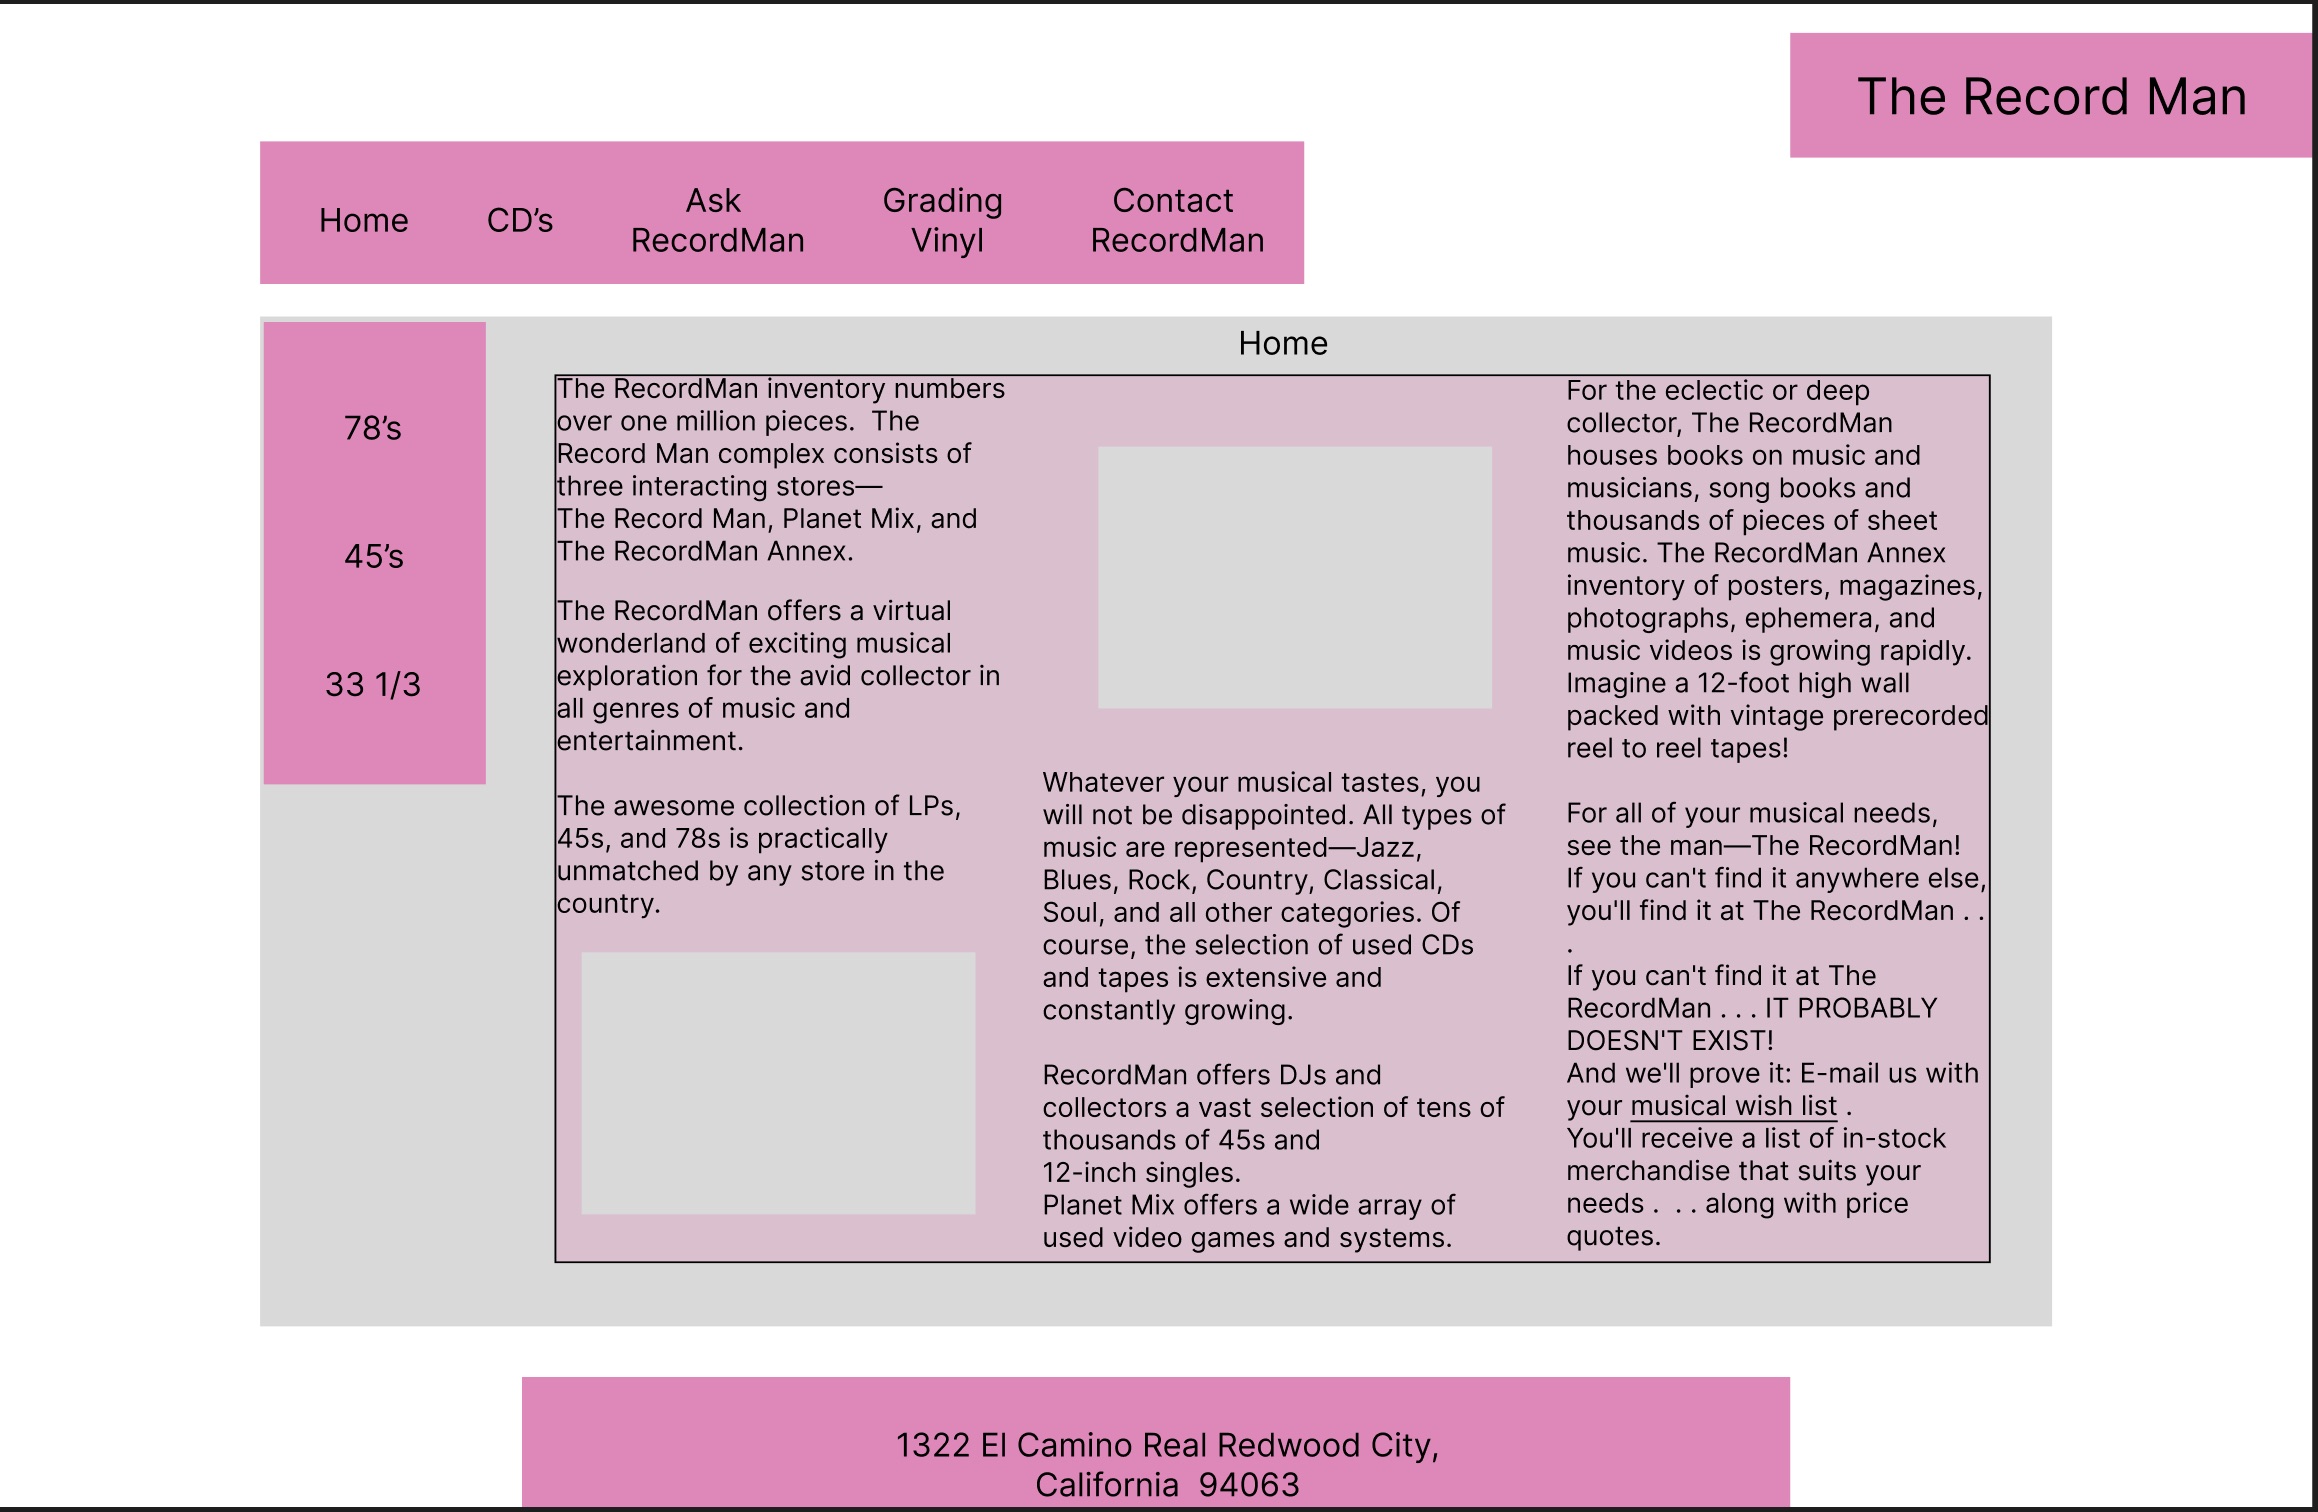 The Record Man
Home
CD’s
Ask
RecordMan
Grading
Vinyl
Contact
RecordMan
78’s
45’s
33 1/3
Home
The RecordMan inventory numbers
over one million pieces.  The
Record Man complex consists of
three interacting stores—
The Record Man, Planet Mix, and
The RecordMan Annex.
The RecordMan offers a virtual
wonderland of exciting musical
exploration for the avid collector in
all genres of music and
entertainment.
The awesome collection of LPs,
45s, and 78s is practically
unmatched by any store in the
country.
Whatever your musical tastes, you
will not be disappointed. All types of
music are represented—Jazz,
Blues, Rock, Country, Classical,
Soul, and all other categories. Of
course, the selection of used CDs
and tapes is extensive and
constantly growing.
RecordMan offers DJs and
collectors a vast selection of tens of
thousands of 45s and
12-inch singles.
Planet Mix offers a wide array of
used video games and systems.
For the eclectic or deep
collector, The RecordMan
houses books on music and
musicians, song books and
thousands of pieces of sheet
music. The RecordMan Annex
inventory of posters, magazines,
photographs, ephemera, and
music videos is growing rapidly.
Imagine a 12-foot high wall
packed with vintage prerecorded
reel to reel tapes!
For all of your musical needs,
see the man—The RecordMan!
If you can't find it anywhere else,
you'll find it at The RecordMan . .
.
If you can't find it at The
RecordMan . . . IT PROBABLY
DOESN'T EXIST!
And we'll prove it: E-mail us with
your musical wish list .
You'll receive a list of in-stock
merchandise that suits your
needs .  . . along with price
quotes.
1322 El Camino Real Redwood City,
California  94063